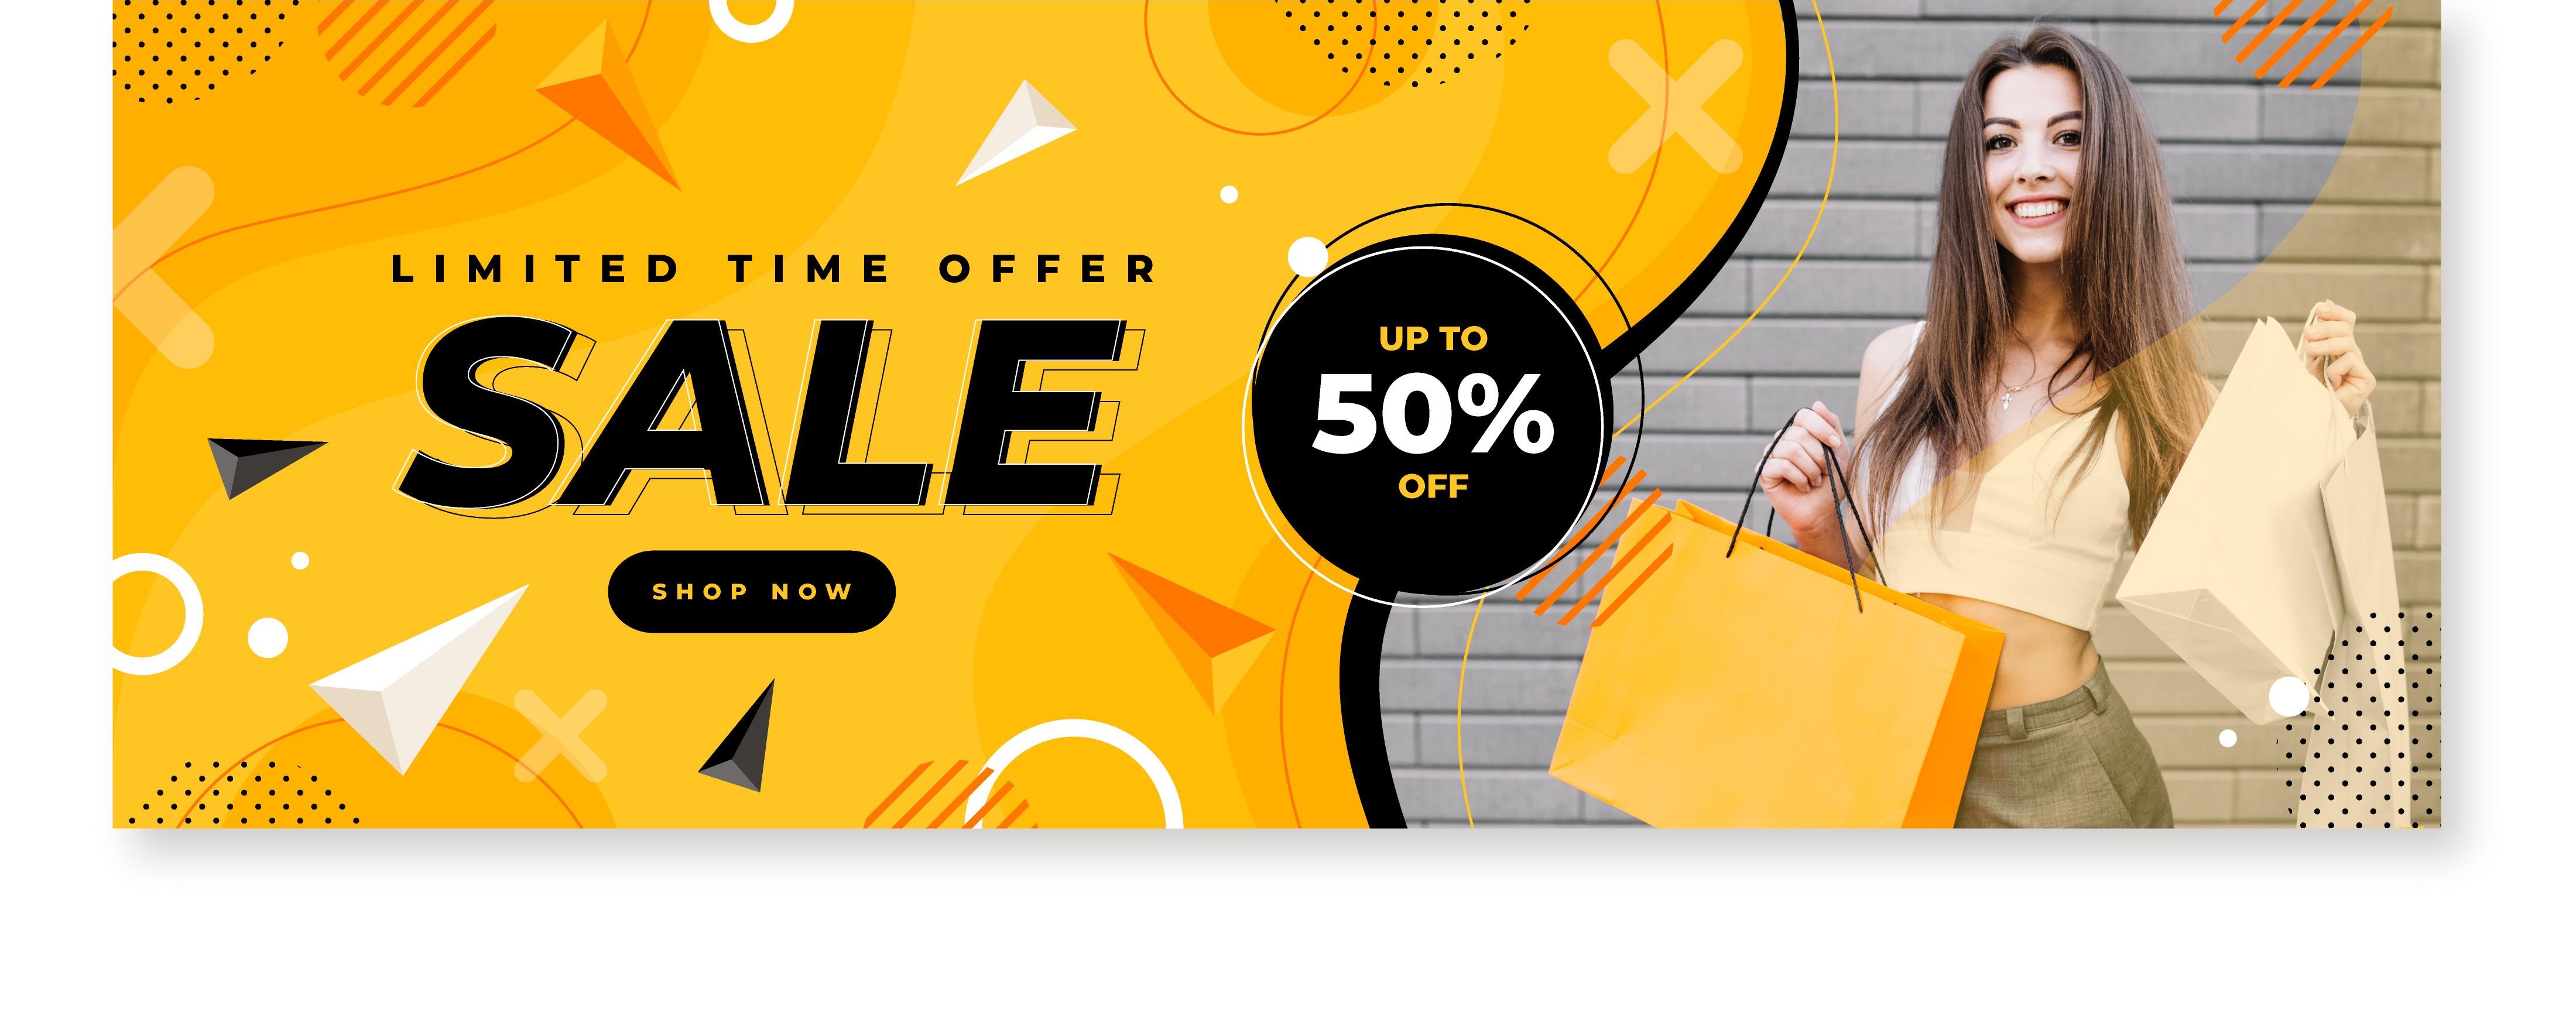 LIMITED TIME OFFER
SALE
SHOP NOW
UP TO
50%
OFF